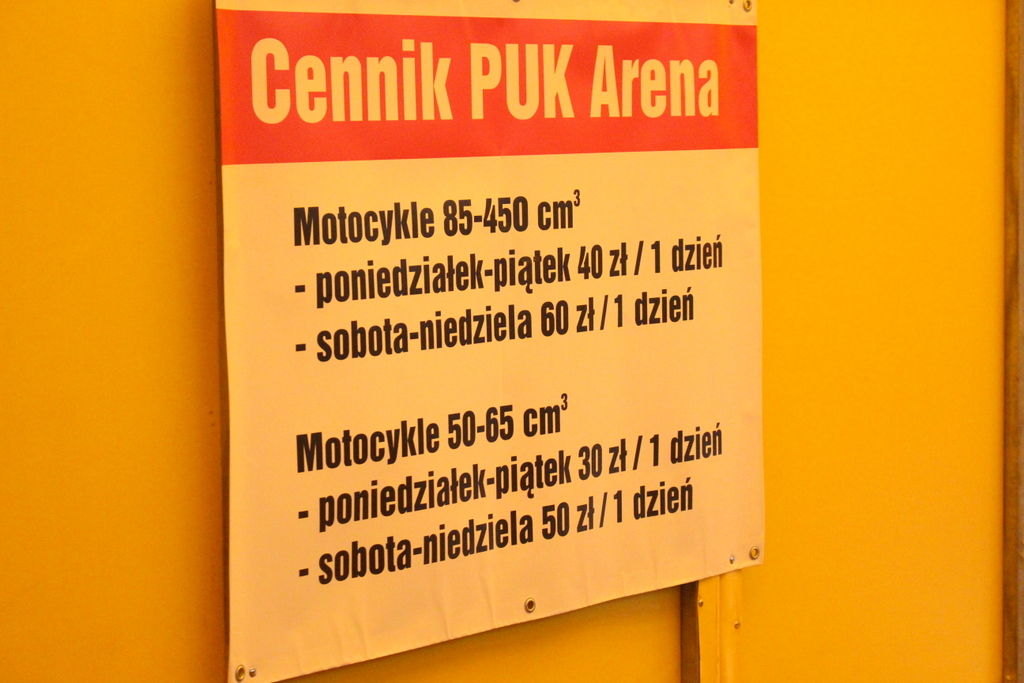 Cennik PUK Arena
Motocykle 85-450 cm³
- poniedziałek-piątek 40 zł / 1 dzień
- sobota-niedziela 60 zł / 1 dzień
Motocykle 50-65 cm³
- poniedziałek-piątek 30 zł / 1 dzień
- sobota-niedziela 50 zł / 1 dzień